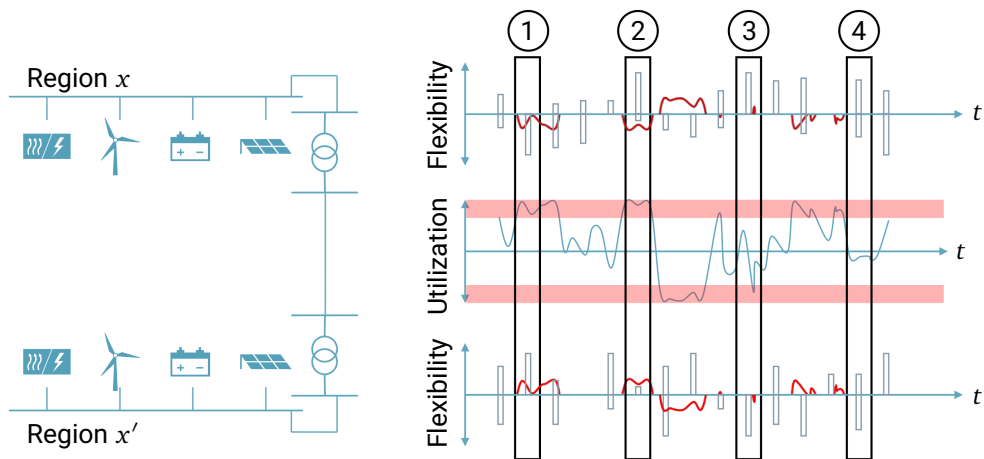 1 2 3 4
Region x
Flexibility
t
Utilization
t
Flexibility
t
Region x′